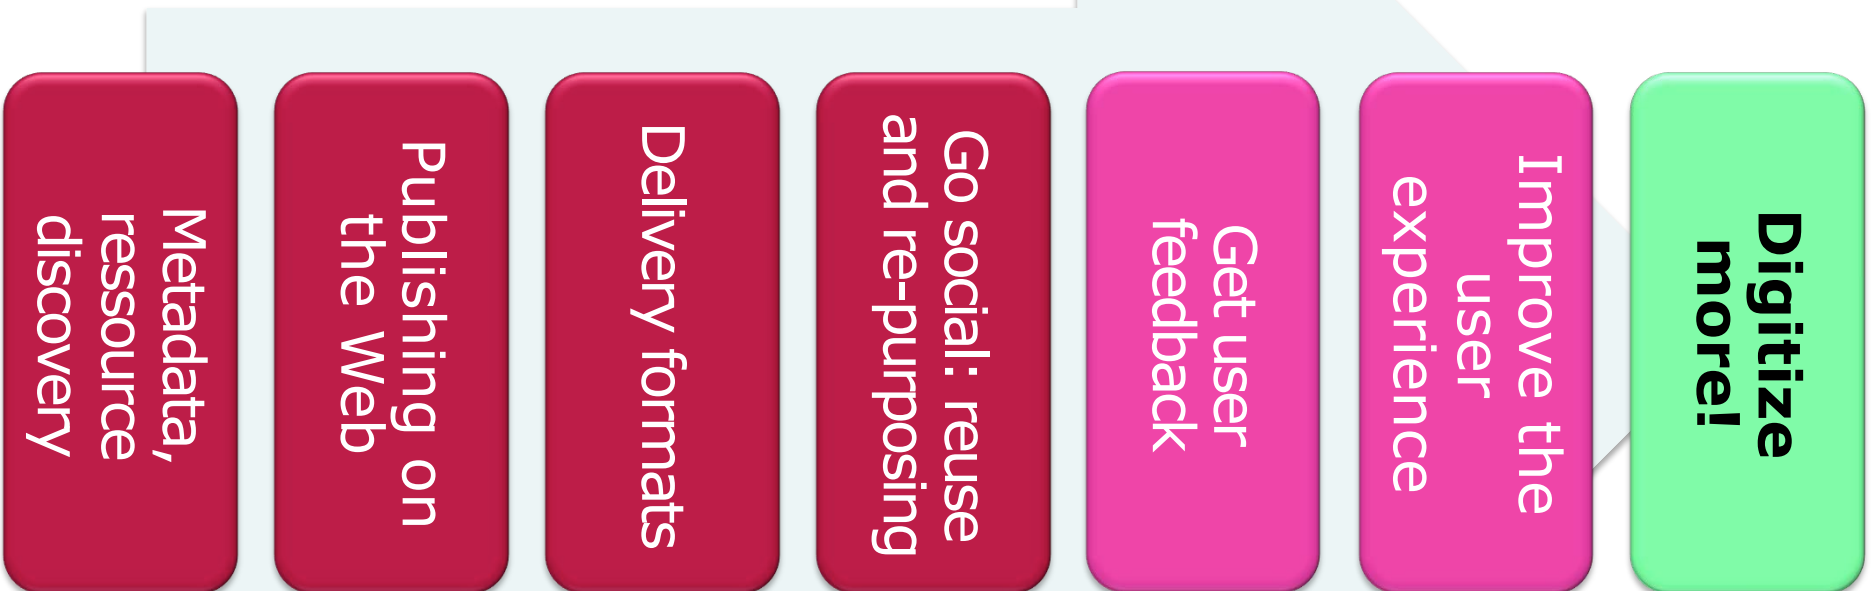 Metadata,
ressource
discovery
Publishing on
the Web
Delivery formats
Go social: reuse
and re-purposing
Get user
feedback
Improve the
user
experience
Digitize
more!